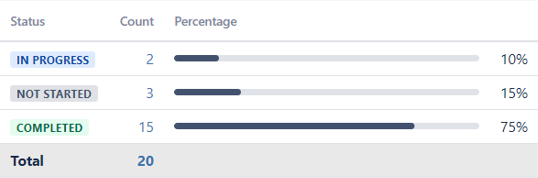 Status Count Percentage
IN PROGRESS 2 10%
NOT STARTED 3 15%
COMPLETED 15 75%
Total 20